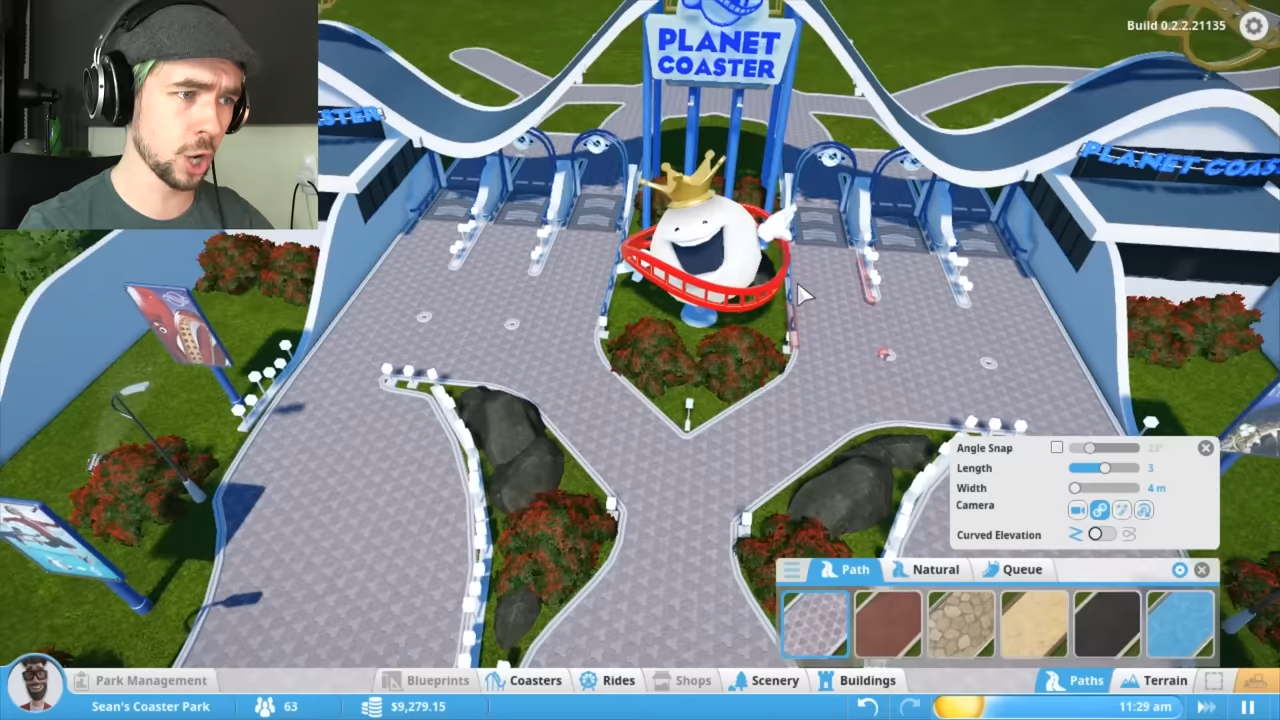 Build 0.2.2.21135
PLANET
COASTER
PLANET COAS
Angle Snap
Length 3
Width 4 m
Camera
Curved Elevation
Path Natural Queue
Park Management Blueprints Coasters Rides Shops Scenery Buildings Paths Terrain
Sean's Coaster Park 63 $9,279.15 11:29 am